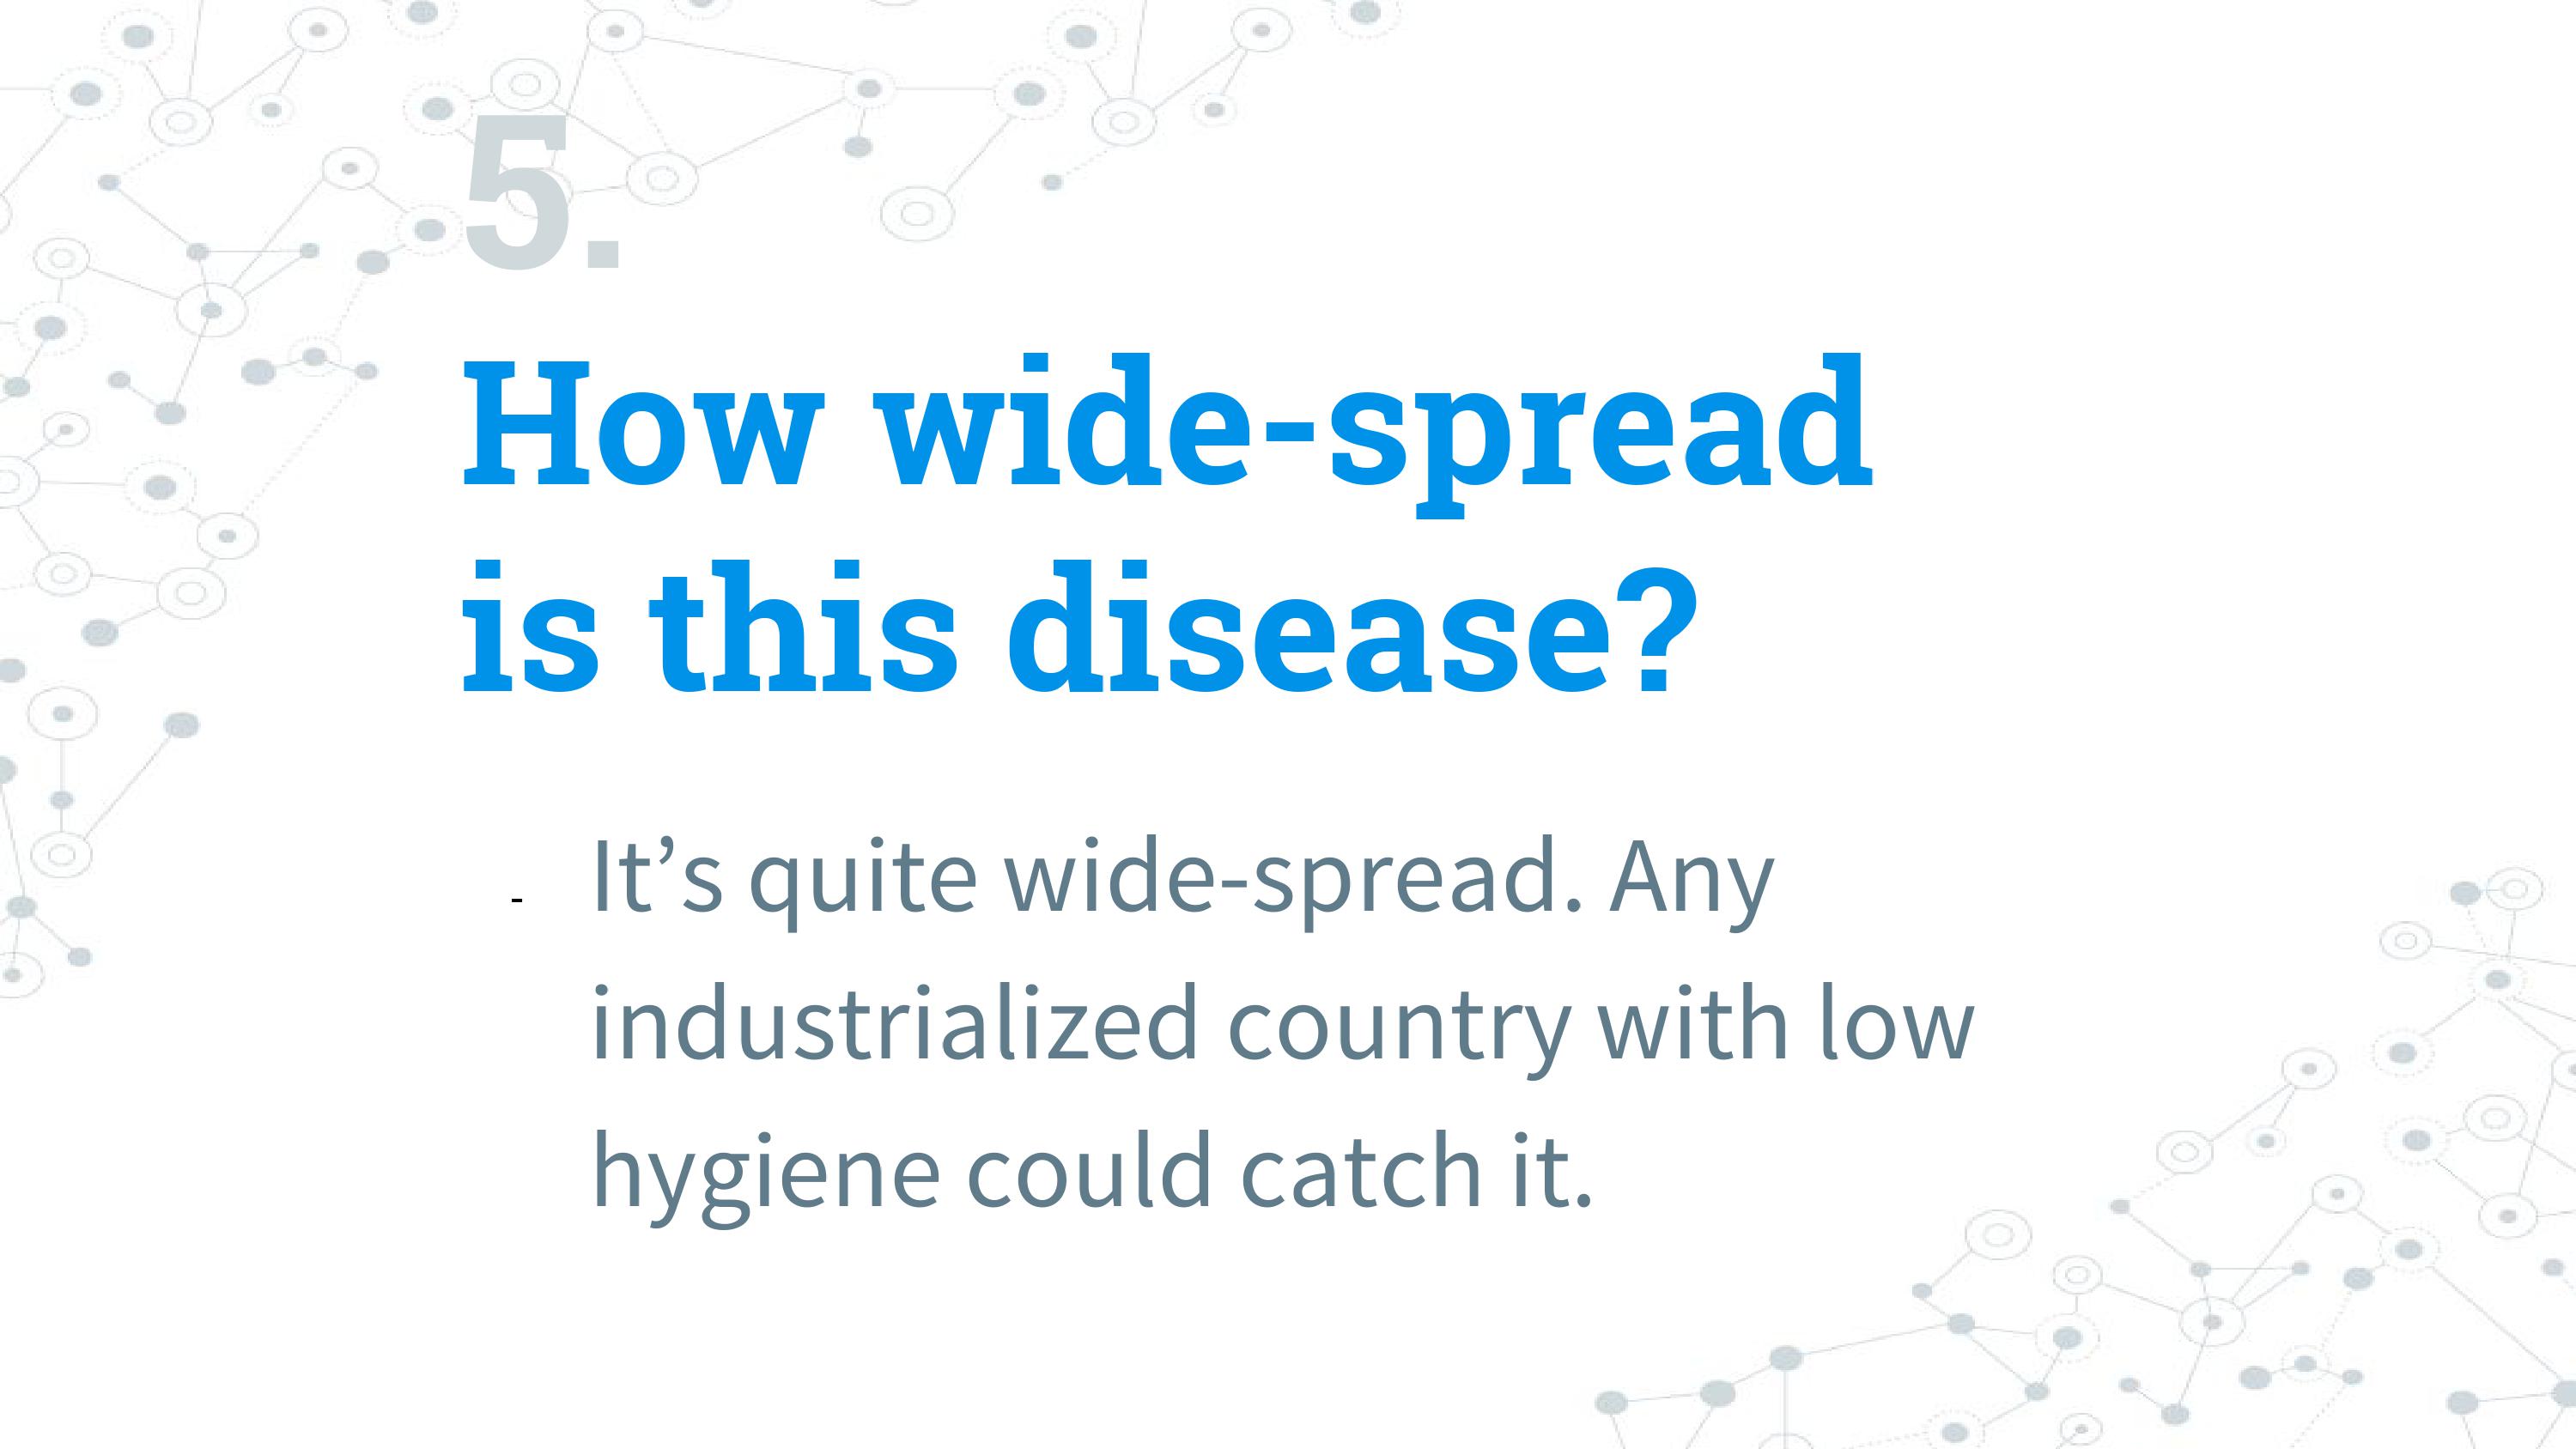 5.
How wide-spread
is this disease?
- It’s quite wide-spread. Any
industrialized country with low
hygiene could catch it.